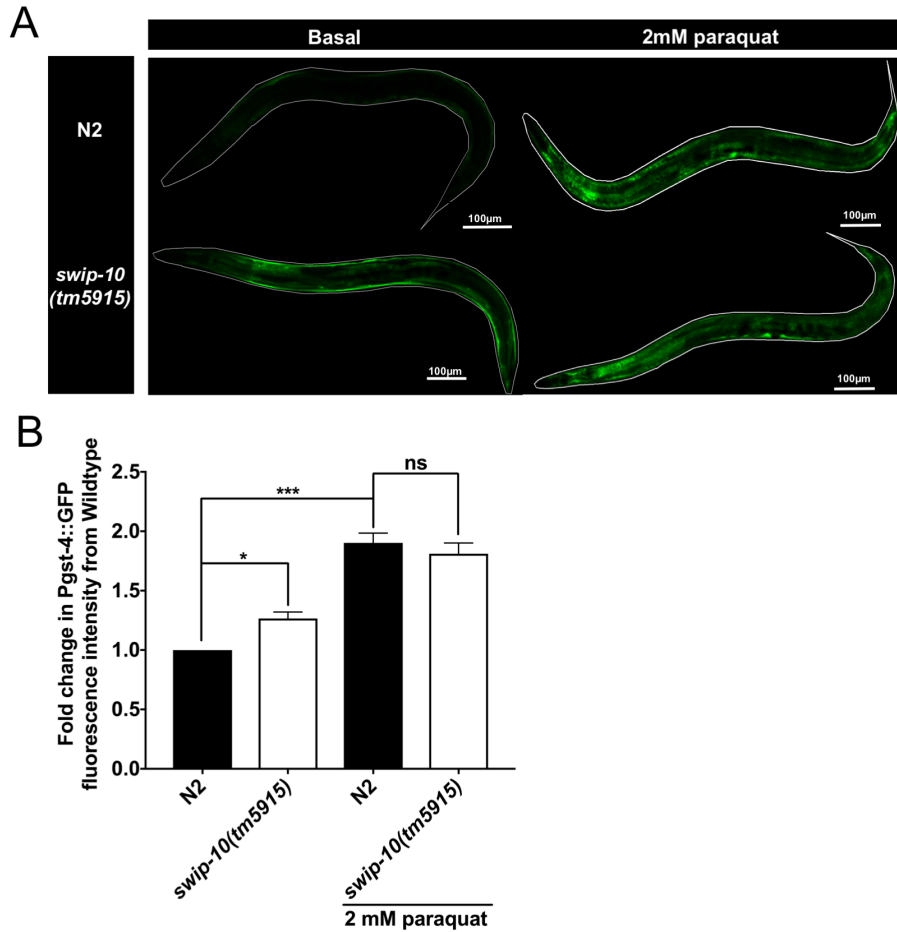 A
Basal
2mM paraquat
N2
100µm
100µm
swip-10
(tm5915)
100µm
100µm
B
Fold change in Pgst-4::GFP
fluorescence intensity from Wildtype
2.5
2.0
1.5
1.0
0.5
0.0
***
*
ns
N2
swip-10(tm5915)
N2
swip-10(tm5915)
2 mM paraquat